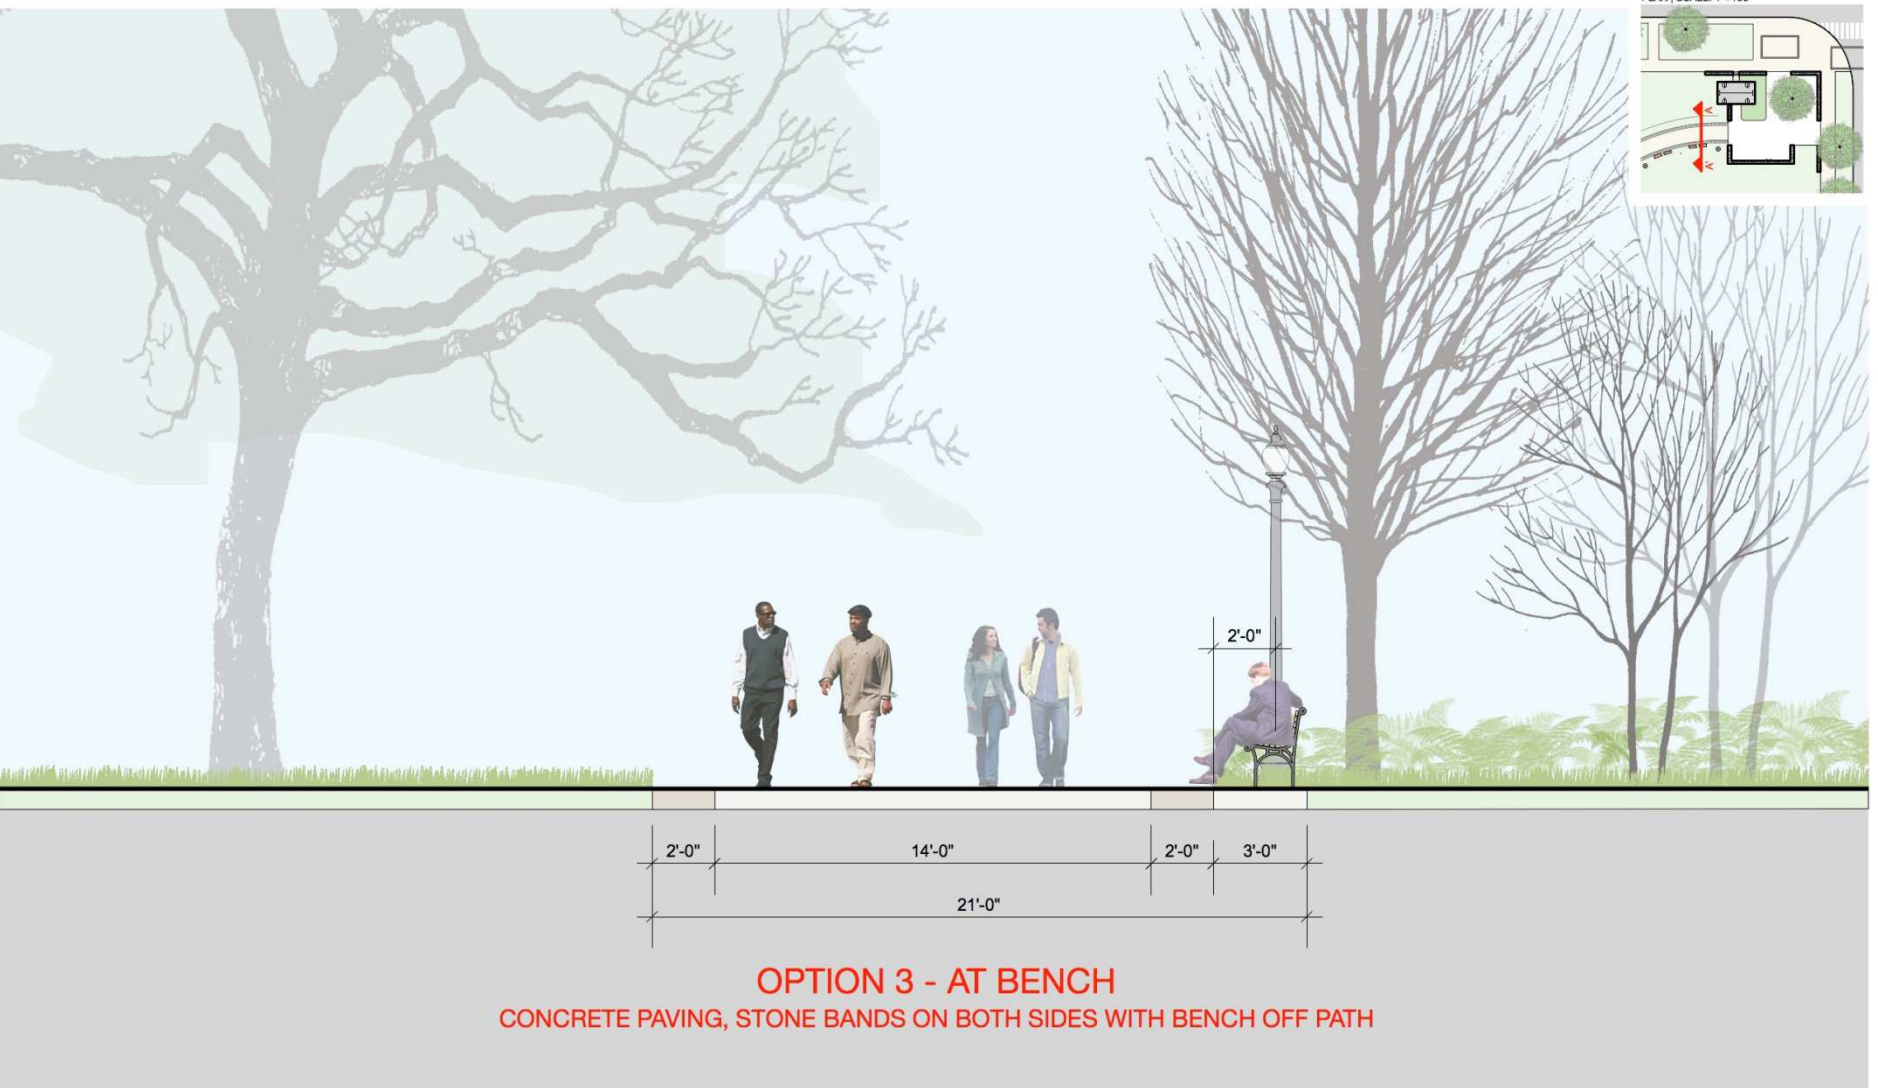 2'-0"
2'-0" 14'-0" 2'-0" 3'-0"
21'-0"
OPTION 3 - AT BENCH
CONCRETE PAVING, STONE BANDS ON BOTH SIDES WITH BENCH OFF PATH
A
A